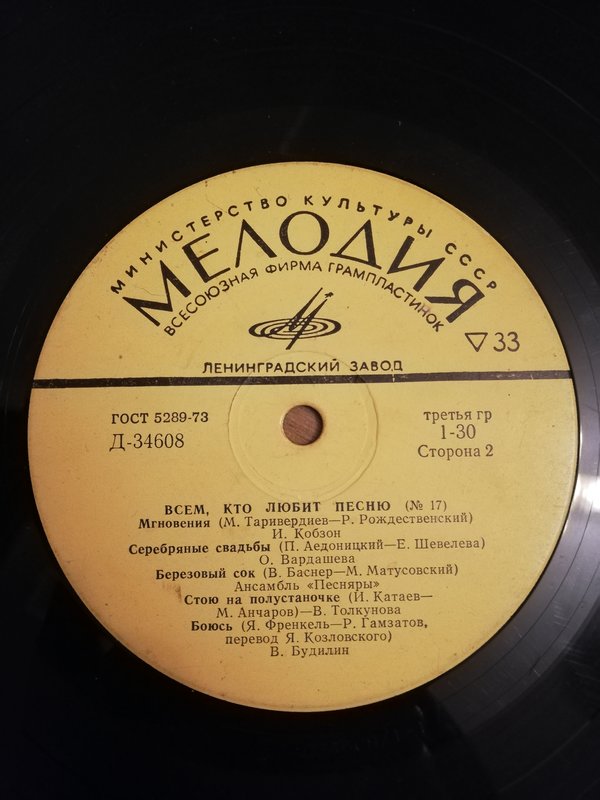 МИНИСТЕРСТВО КУЛЬТУРЫ СССР
МЕЛОДИЯ
ВСЕСОЮЗНАЯ ФИРМА ГРАМПЛАСТИНОК
▽ 33
ЛЕНИНГРАДСКИЙ ЗАВОД
ГОСТ 5289-73
Д-34608
третья гр
1-30
Сторона 2
ВСЕМ, КТО ЛЮБИТ ПЕСНЮ (№ 17)
Мгновения (М. Таривердиев—Р. Рождественский)
И. Кобзон
Серебряные свадьбы (П. Аедоницкий—Е. Шевелева)
О. Вардашева
Березовый сок (В. Баснер—М. Матусовский)
Ансамбль «Песняры»
Стою на полустаночке (И. Катаев—
М. Анчаров)—В. Толкунова
Боюсь (Я. Френкель—Р. Гамзатов,
перевод Я. Козловского)
В. Будилин